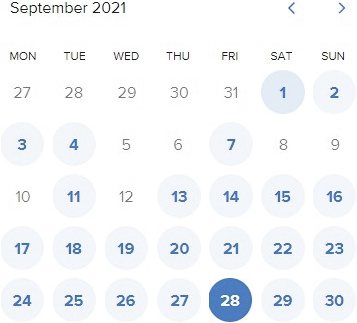 September 2021
MON TUE WED THU FRI SAT SUN
27 28 29 30 31 1 2
3 4 5 6 7 8 9
10 11 12 13 14 15 16
17 18 19 20 21 22 23
24 25 26 27 28 29 30